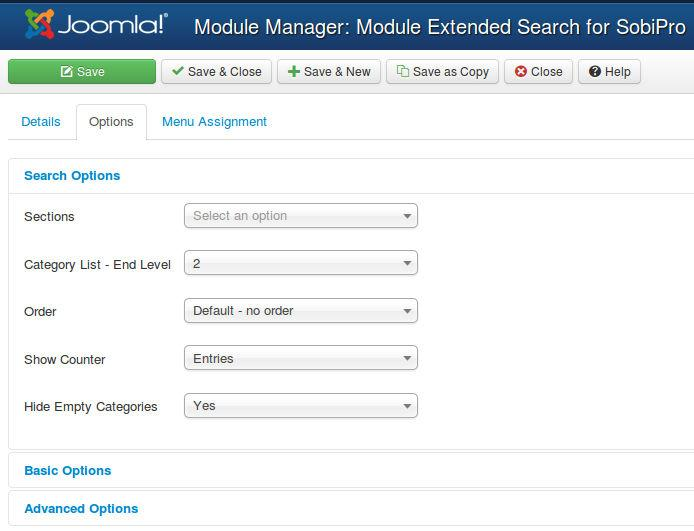 Joomla!® Module Manager: Module Extended Search for SobiPro
Save Save & Close Save & New Save as Copy Close Help
Details Options Menu Assignment
Search Options
Sections Select an option
Category List - End Level 2
Order Default - no order
Show Counter Entries
Hide Empty Categories Yes
Basic Options
Advanced Options